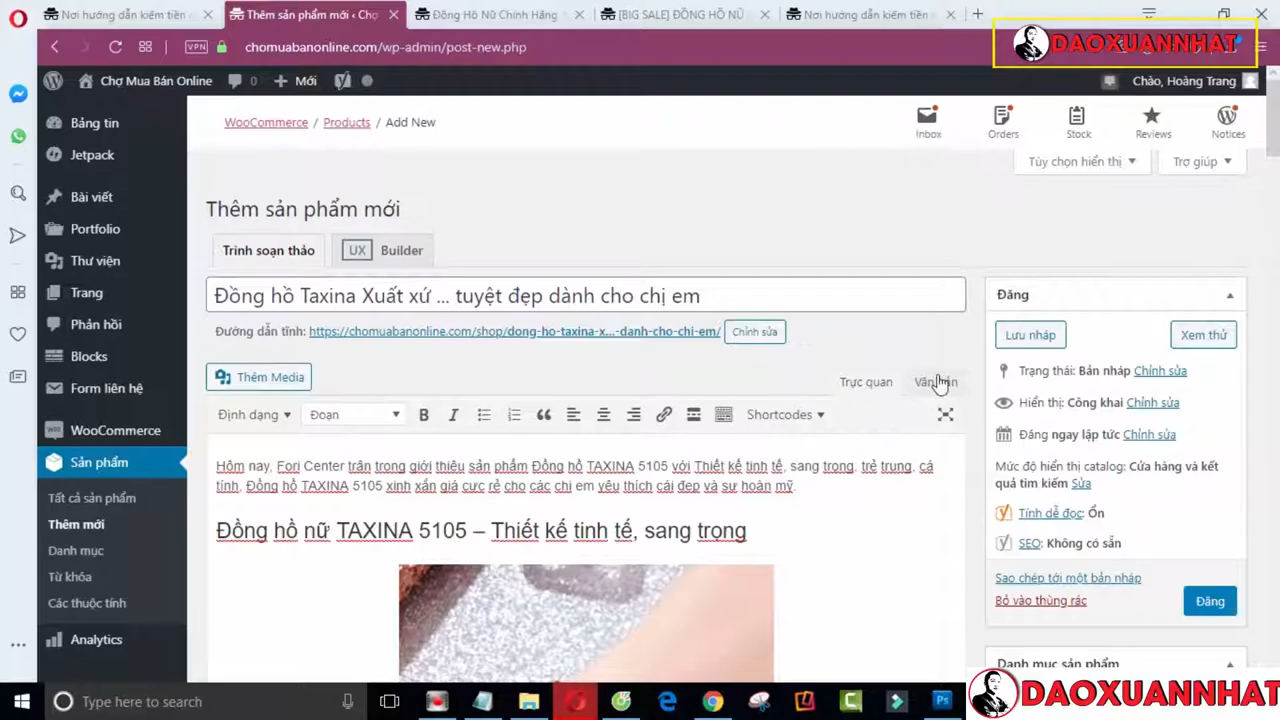 Nơi hướng dẫn kiếm tiền
Thêm sản phẩm mới ‹ Chợ
Đồng Hồ Nữ Chính Hãng
[BIG SALE] ĐỒNG HỒ NỮ
Nơi hướng dẫn kiếm tiền
VPN
chomuabanonline.com/wp-admin/post-new.php
DAOXUANNHAT
Chợ Mua Bán Online
0
Mới
Chào, Hoàng Trang
Bảng tin
Jetpack
Bài viết
Portfolio
Thư viện
Trang
Phản hồi
Blocks
Form liên hệ
WooCommerce
Sản phẩm
Tất cả sản phẩm
Thêm mới
Danh mục
Từ khóa
Các thuộc tính
Analytics
WooCommerce / Products / Add New
Inbox
Orders
Stock
Reviews
Notices
Tùy chọn hiển thị
Trợ giúp
Thêm sản phẩm mới
Trình soạn thảo
UX Builder
Đồng hồ Taxina Xuất xứ ... tuyệt đẹp dành cho chị em
Đường dẫn tĩnh: https://chomuabanonline.com/shop/dong-ho-taxina-x...-danh-cho-chi-em/ Chỉnh sửa
Thêm Media
Trực quan
Định dạng
Đoạn
Shortcodes
Hôm nay, Fori Center trân trọng giới thiệu sản phẩm Đồng hồ TAXINA 5105 với Thiết kế tinh tế, sang trọng, trẻ trung, cá
tính, Đồng hồ TAXINA 5105 xinh xắn giá cực rẻ cho các chị em yêu thích cái đẹp và sự hoàn mỹ.
Đồng hồ nữ TAXINA 5105 – Thiết kế tinh tế, sang trọng
Đăng
Lưu nháp
Xem thử
Trạng thái: Bản nháp Chỉnh sửa
Hiển thị: Công khai Chỉnh sửa
Đăng ngay lập tức Chỉnh sửa
Mức độ hiển thị catalog: Cửa hàng và kết
quả tìm kiếm Sửa
Tính dễ đọc: Ổn
SEO: Không có sẵn
Sao chép tới một bản nháp
Bỏ vào thùng rác
Đăng
Danh mục sản phẩm
Type here to search
DAOXUANNHAT